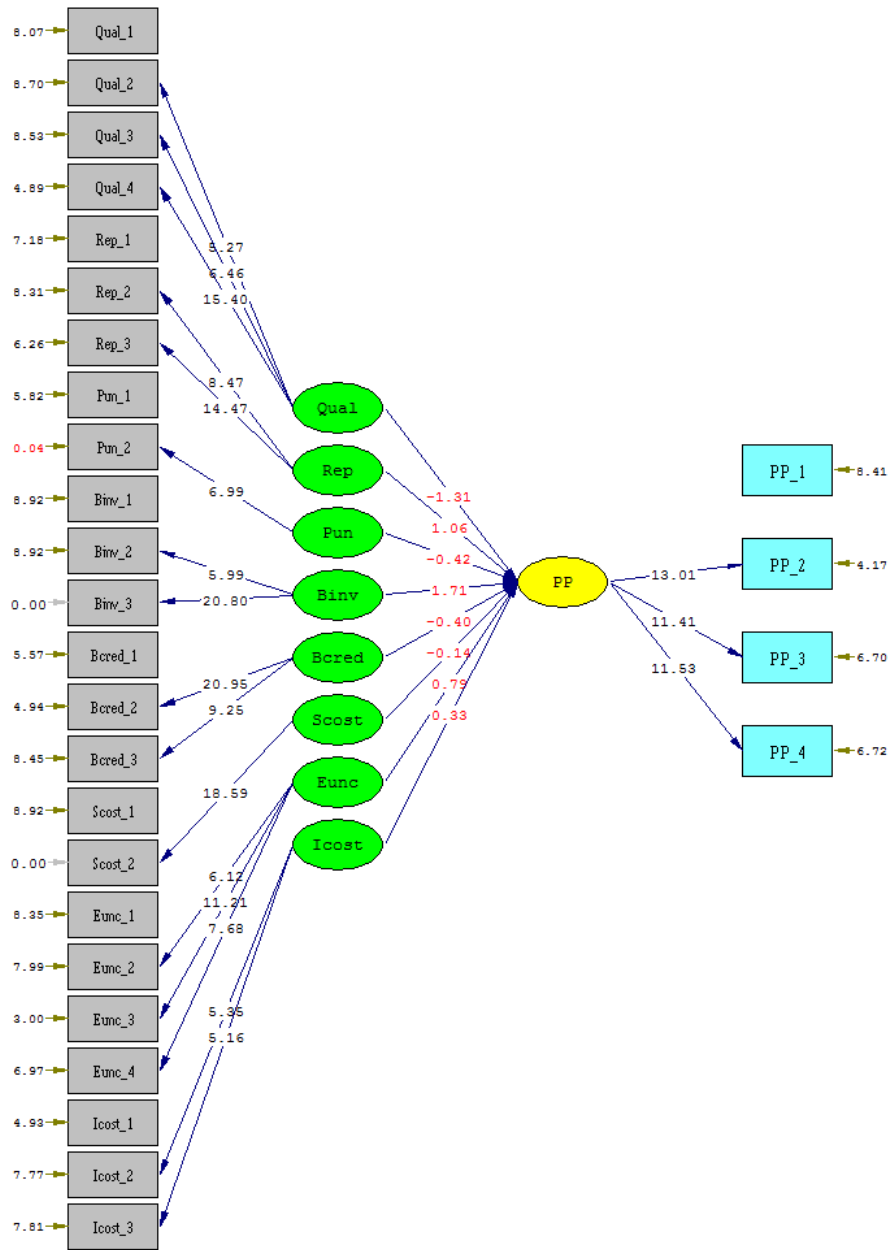 8.07 Qual_1
8.70 Qual_2
8.53 Qual_3
4.89 Qual_4
7.18 Rep_1
8.31 Rep_2
6.26 Rep_3
5.82 Pun_1
0.04 Pun_2
8.92 Binv_1
8.92 Binv_2
0.00 Binv_3
5.57 Bcred_1
4.94 Bcred_2
8.45 Bcred_3
8.92 Scost_1
0.00 Scost_2
8.35 Eunc_1
7.99 Eunc_2
3.00 Eunc_3
6.97 Eunc_4
4.93 Icost_1
7.77 Icost_2
7.81 Icost_3
5.27
6.46
15.40
8.47
14.47
6.99
5.99
20.80
20.95
9.25
18.59
6.12
11.21
7.68
5.35
5.16
Qual
Rep
Pun
Binv
Bcred
Scost
Eunc
Icost
-1.31
1.06
-0.42
1.71
-0.40
-0.14
0.79
0.33
PP
13.01
11.41
11.53
PP_1 8.41
PP_2 4.17
PP_3 6.70
PP_4 6.72